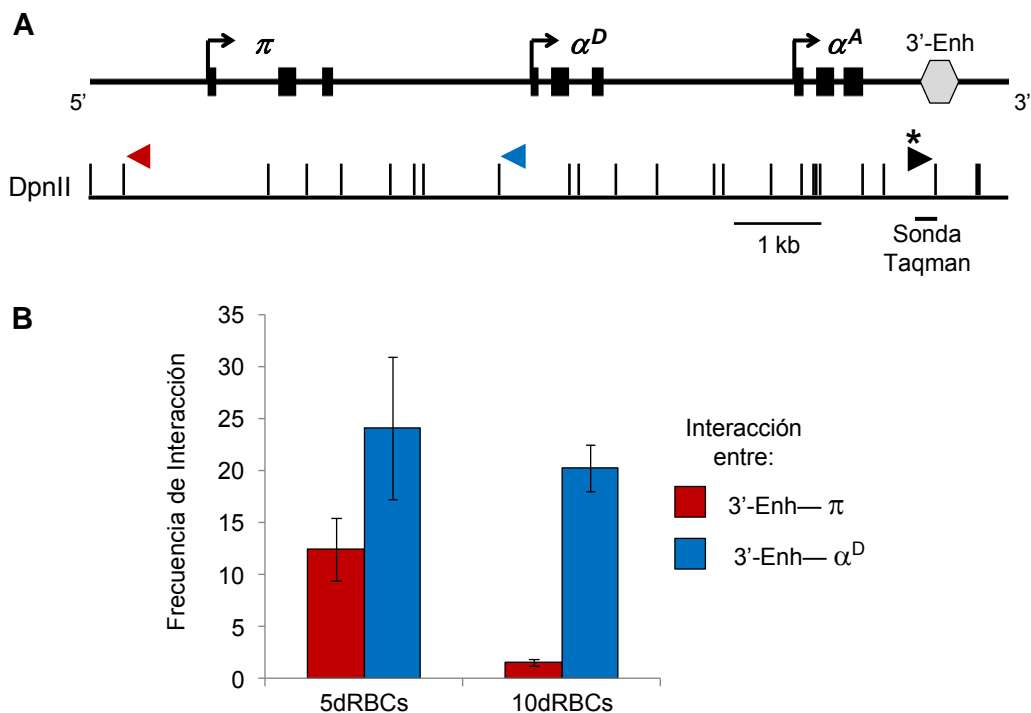 A
π
α^D
α^A
3'-Enh
5'
3'
*
DpnII
1 kb
Sonda
Taqman
B
Frecuencia de Interacción
35
30
25
20
15
10
5
0
5dRBCs
10dRBCs
Interacción
entre:
3'-Enh— π
3'-Enh— α^D